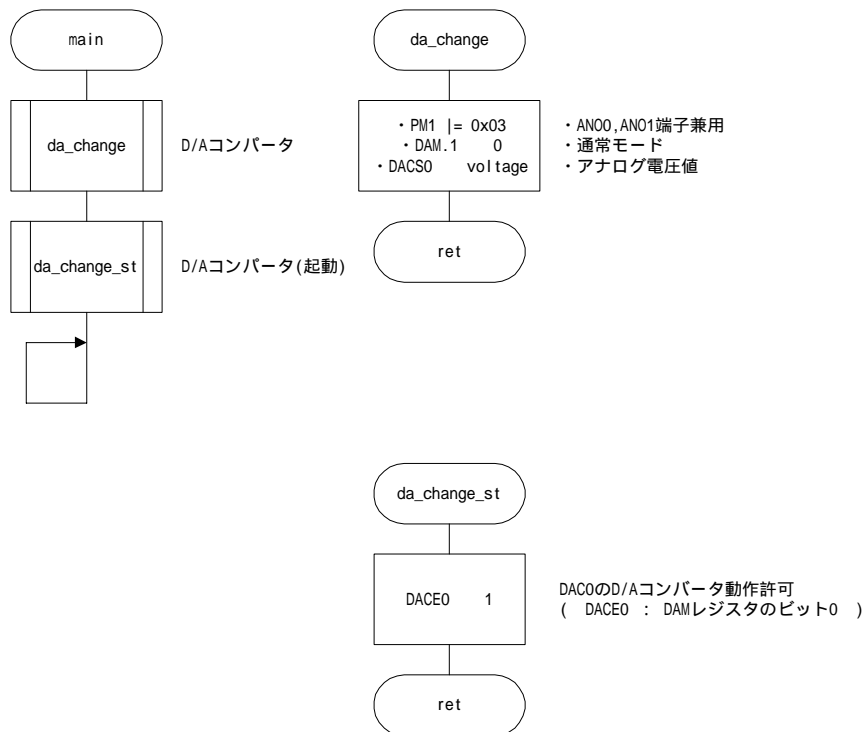 main
da_change
D/Aコンバータ
da_change_st
D/Aコンバータ(起動)
da_change
・PM1 |= 0x03
・DAM.1 0
・DACS0 voltage
・ANO0,ANO1端子兼用
・通常モード
・アナログ電圧値
ret
da_change_st
DACE0 1
DAC0のD/Aコンバータ動作許可
( DACE0 : DAMレジスタのビット0 )
ret